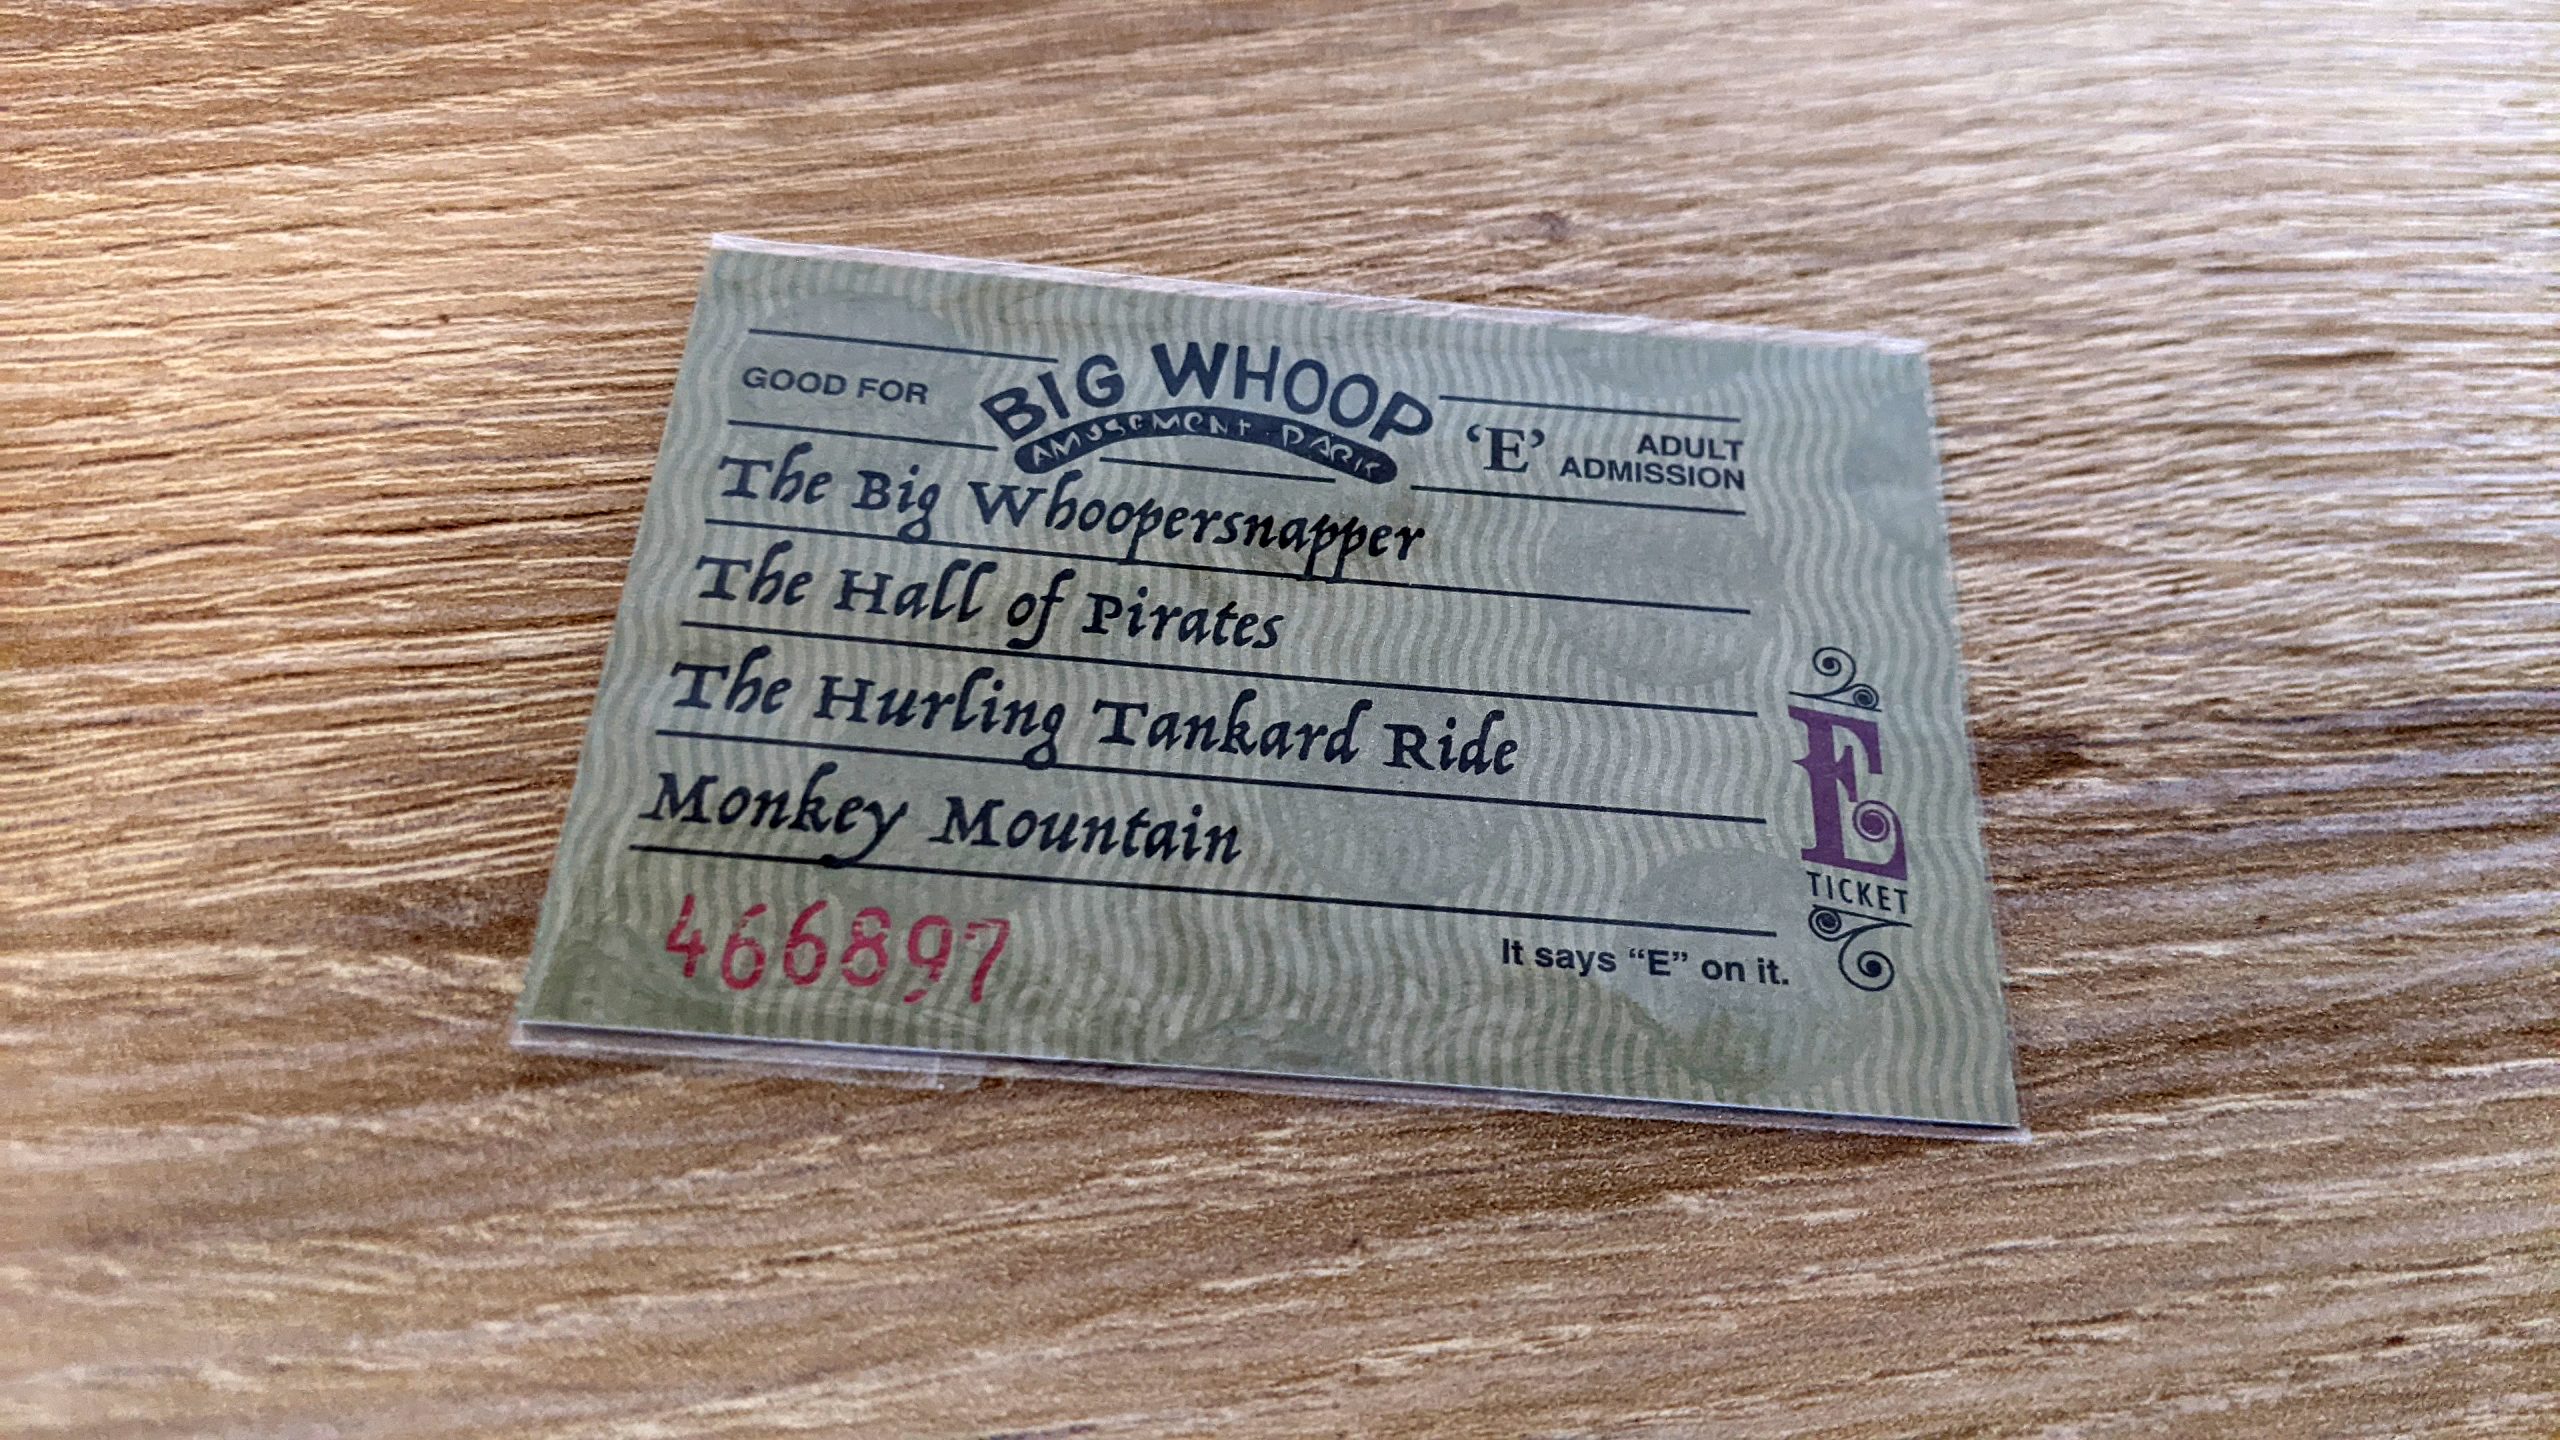 GOOD FOR
BIG WHOOP
AMUSEMENT PARK
‘E’ ADULT
ADMISSION
The Big Whoopersnapper
The Hall of Pirates
The Hurling Tankard Ride
Monkey Mountain
E
TICKET
466897
It says “E” on it.